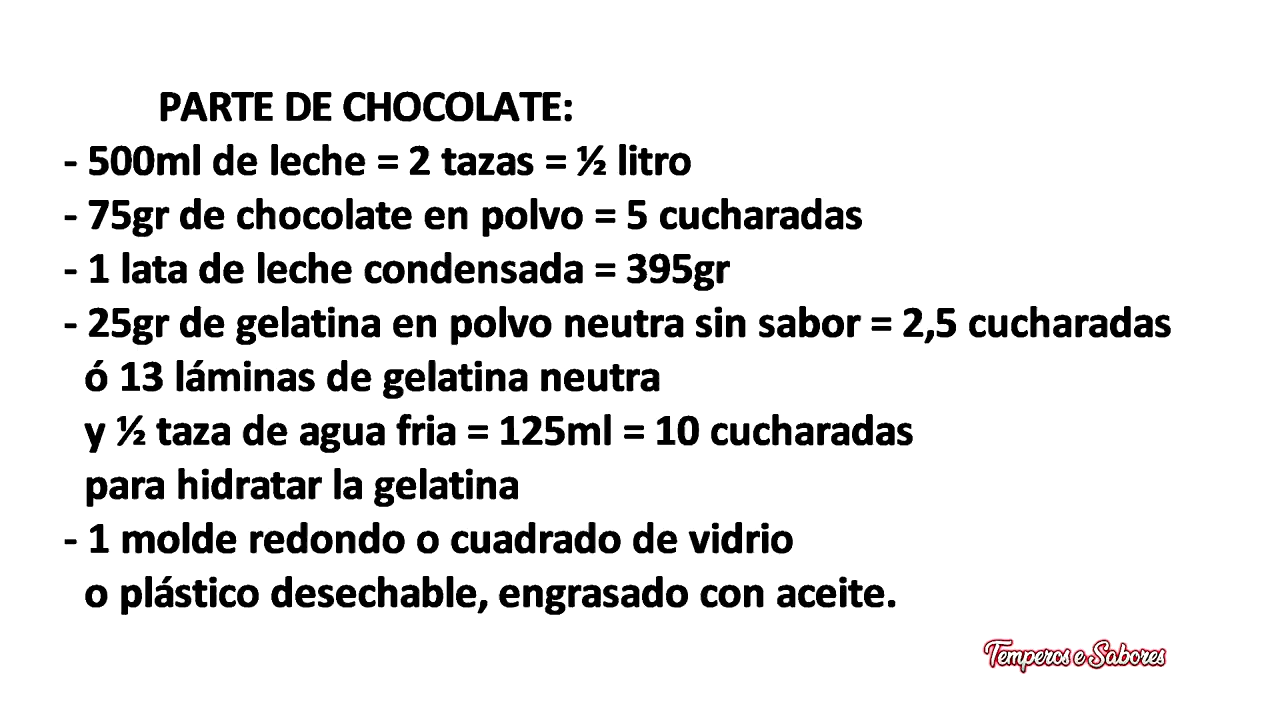 PARTE DE CHOCOLATE:
- 500ml de leche = 2 tazas = ½ litro
- 75gr de chocolate en polvo = 5 cucharadas
- 1 lata de leche condensada = 395gr
- 25gr de gelatina en polvo neutra sin sabor = 2,5 cucharadas
ó 13 láminas de gelatina neutra
y ½ taza de agua fria = 125ml = 10 cucharadas
para hidratar la gelatina
- 1 molde redondo o cuadrado de vidrio
o plástico desechable, engrasado con aceite.
Temperos e Sabores